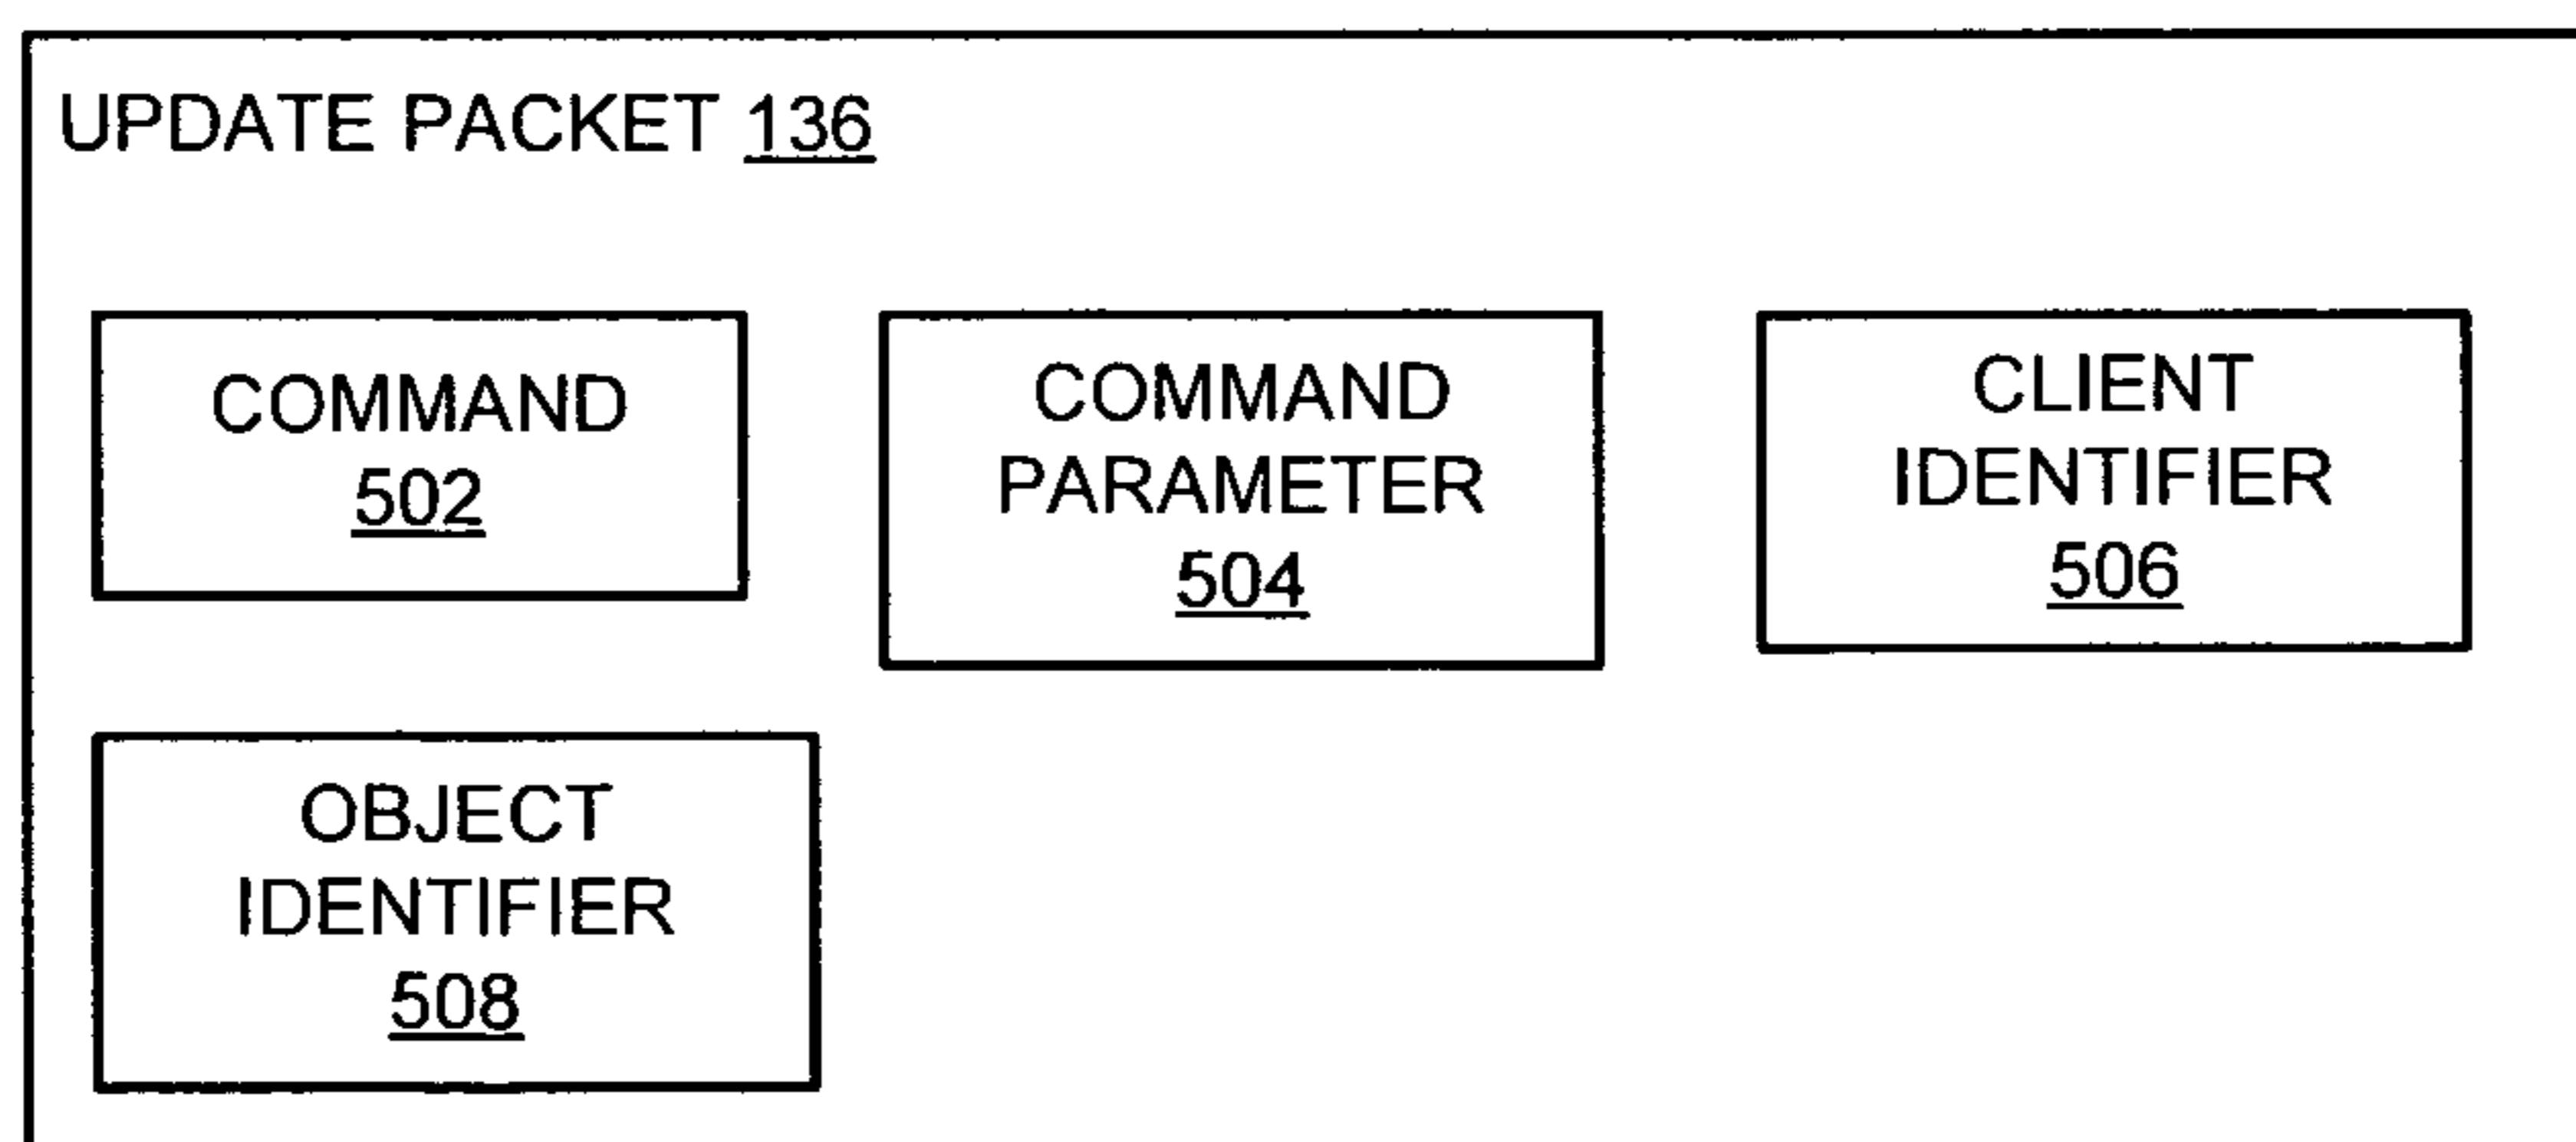 UPDATE PACKET 136
COMMAND
502
COMMAND
PARAMETER
504
CLIENT
IDENTIFIER
506
OBJECT
IDENTIFIER
508